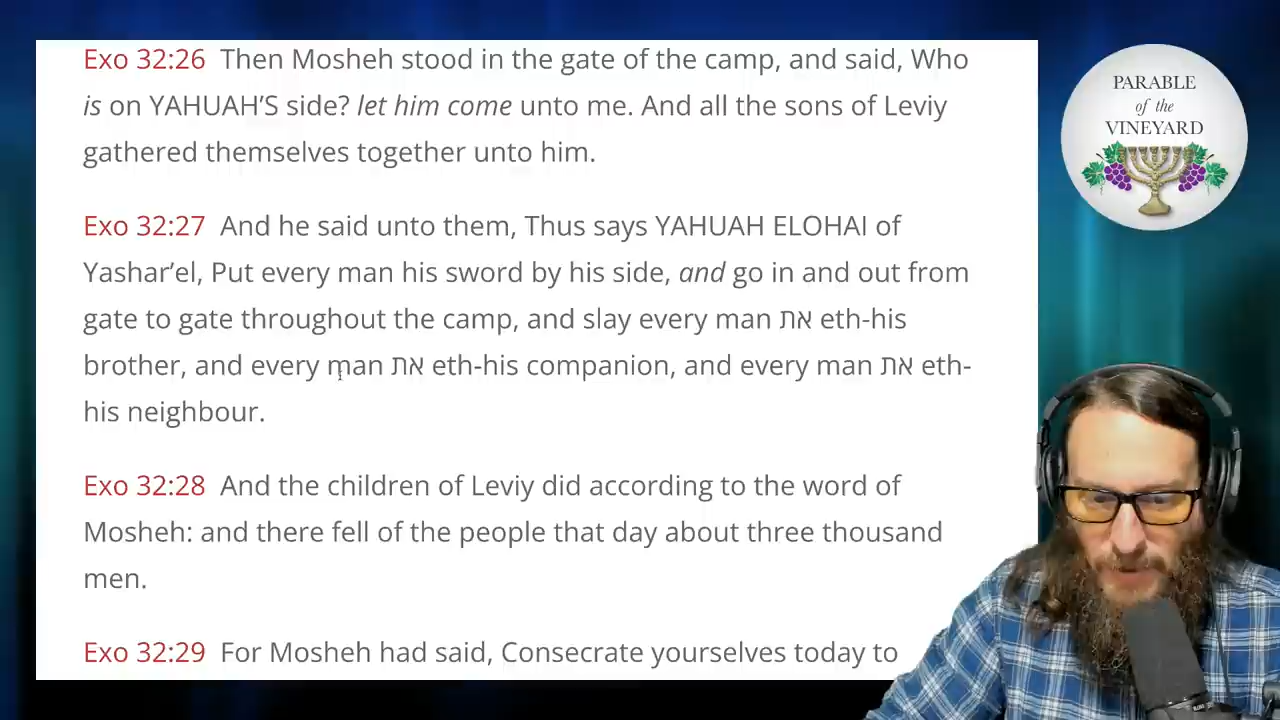 Exo 32:26  Then Mosheh stood in the gate of the camp, and said, Who
is on YAHUAH'S side? let him come unto me. And all the sons of Leviy
gathered themselves together unto him.
Exo 32:27  And he said unto them, Thus says YAHUAH ELOHAI of
Yashar’el, Put every man his sword by his side, and go in and out from
gate to gate throughout the camp, and slay every man את eth-his
brother, and every man את eth-his companion, and every man את eth-
his neighbour.
Exo 32:28  And the children of Leviy did according to the word of
Mosheh: and there fell of the people that day about three thousand
men.
Exo 32:29  For Mosheh had said, Consecrate yourselves today to
PARABLE
of the
VINEYARD